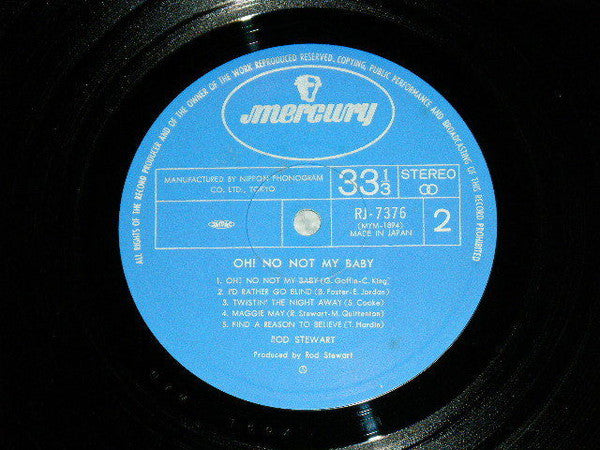 ALL RIGHTS OF THE RECORD PRODUCER AND OF THE OWNER OF THE WORK REPRODUCED RESERVED. COPYING, PUBLIC PERFORMANCE AND BROADCASTING OF THIS RECORD PROHIBITED
mercury
MANUFACTURED BY NIPPON PHONOGRAM
CO. LTD., TOKYO
33 1/3
STEREO
RJ-7376
(MYM-1894)
MADE IN JAPAN
2
OH! NO NOT MY BABY
1. OH! NO NOT MY BABY (G. Goffin-C. King)
2. I'D RATHER GO BLIND (B. Foster-E. Jordan)
3. TWISTIN' THE NIGHT AWAY (S. Cooke)
4. MAGGIE MAY (R. Stewart-M. Quittenton)
5. FIND A REASON TO BELIEVE (T. Hardin)
ROD STEWART
Produced by Rod Stewart